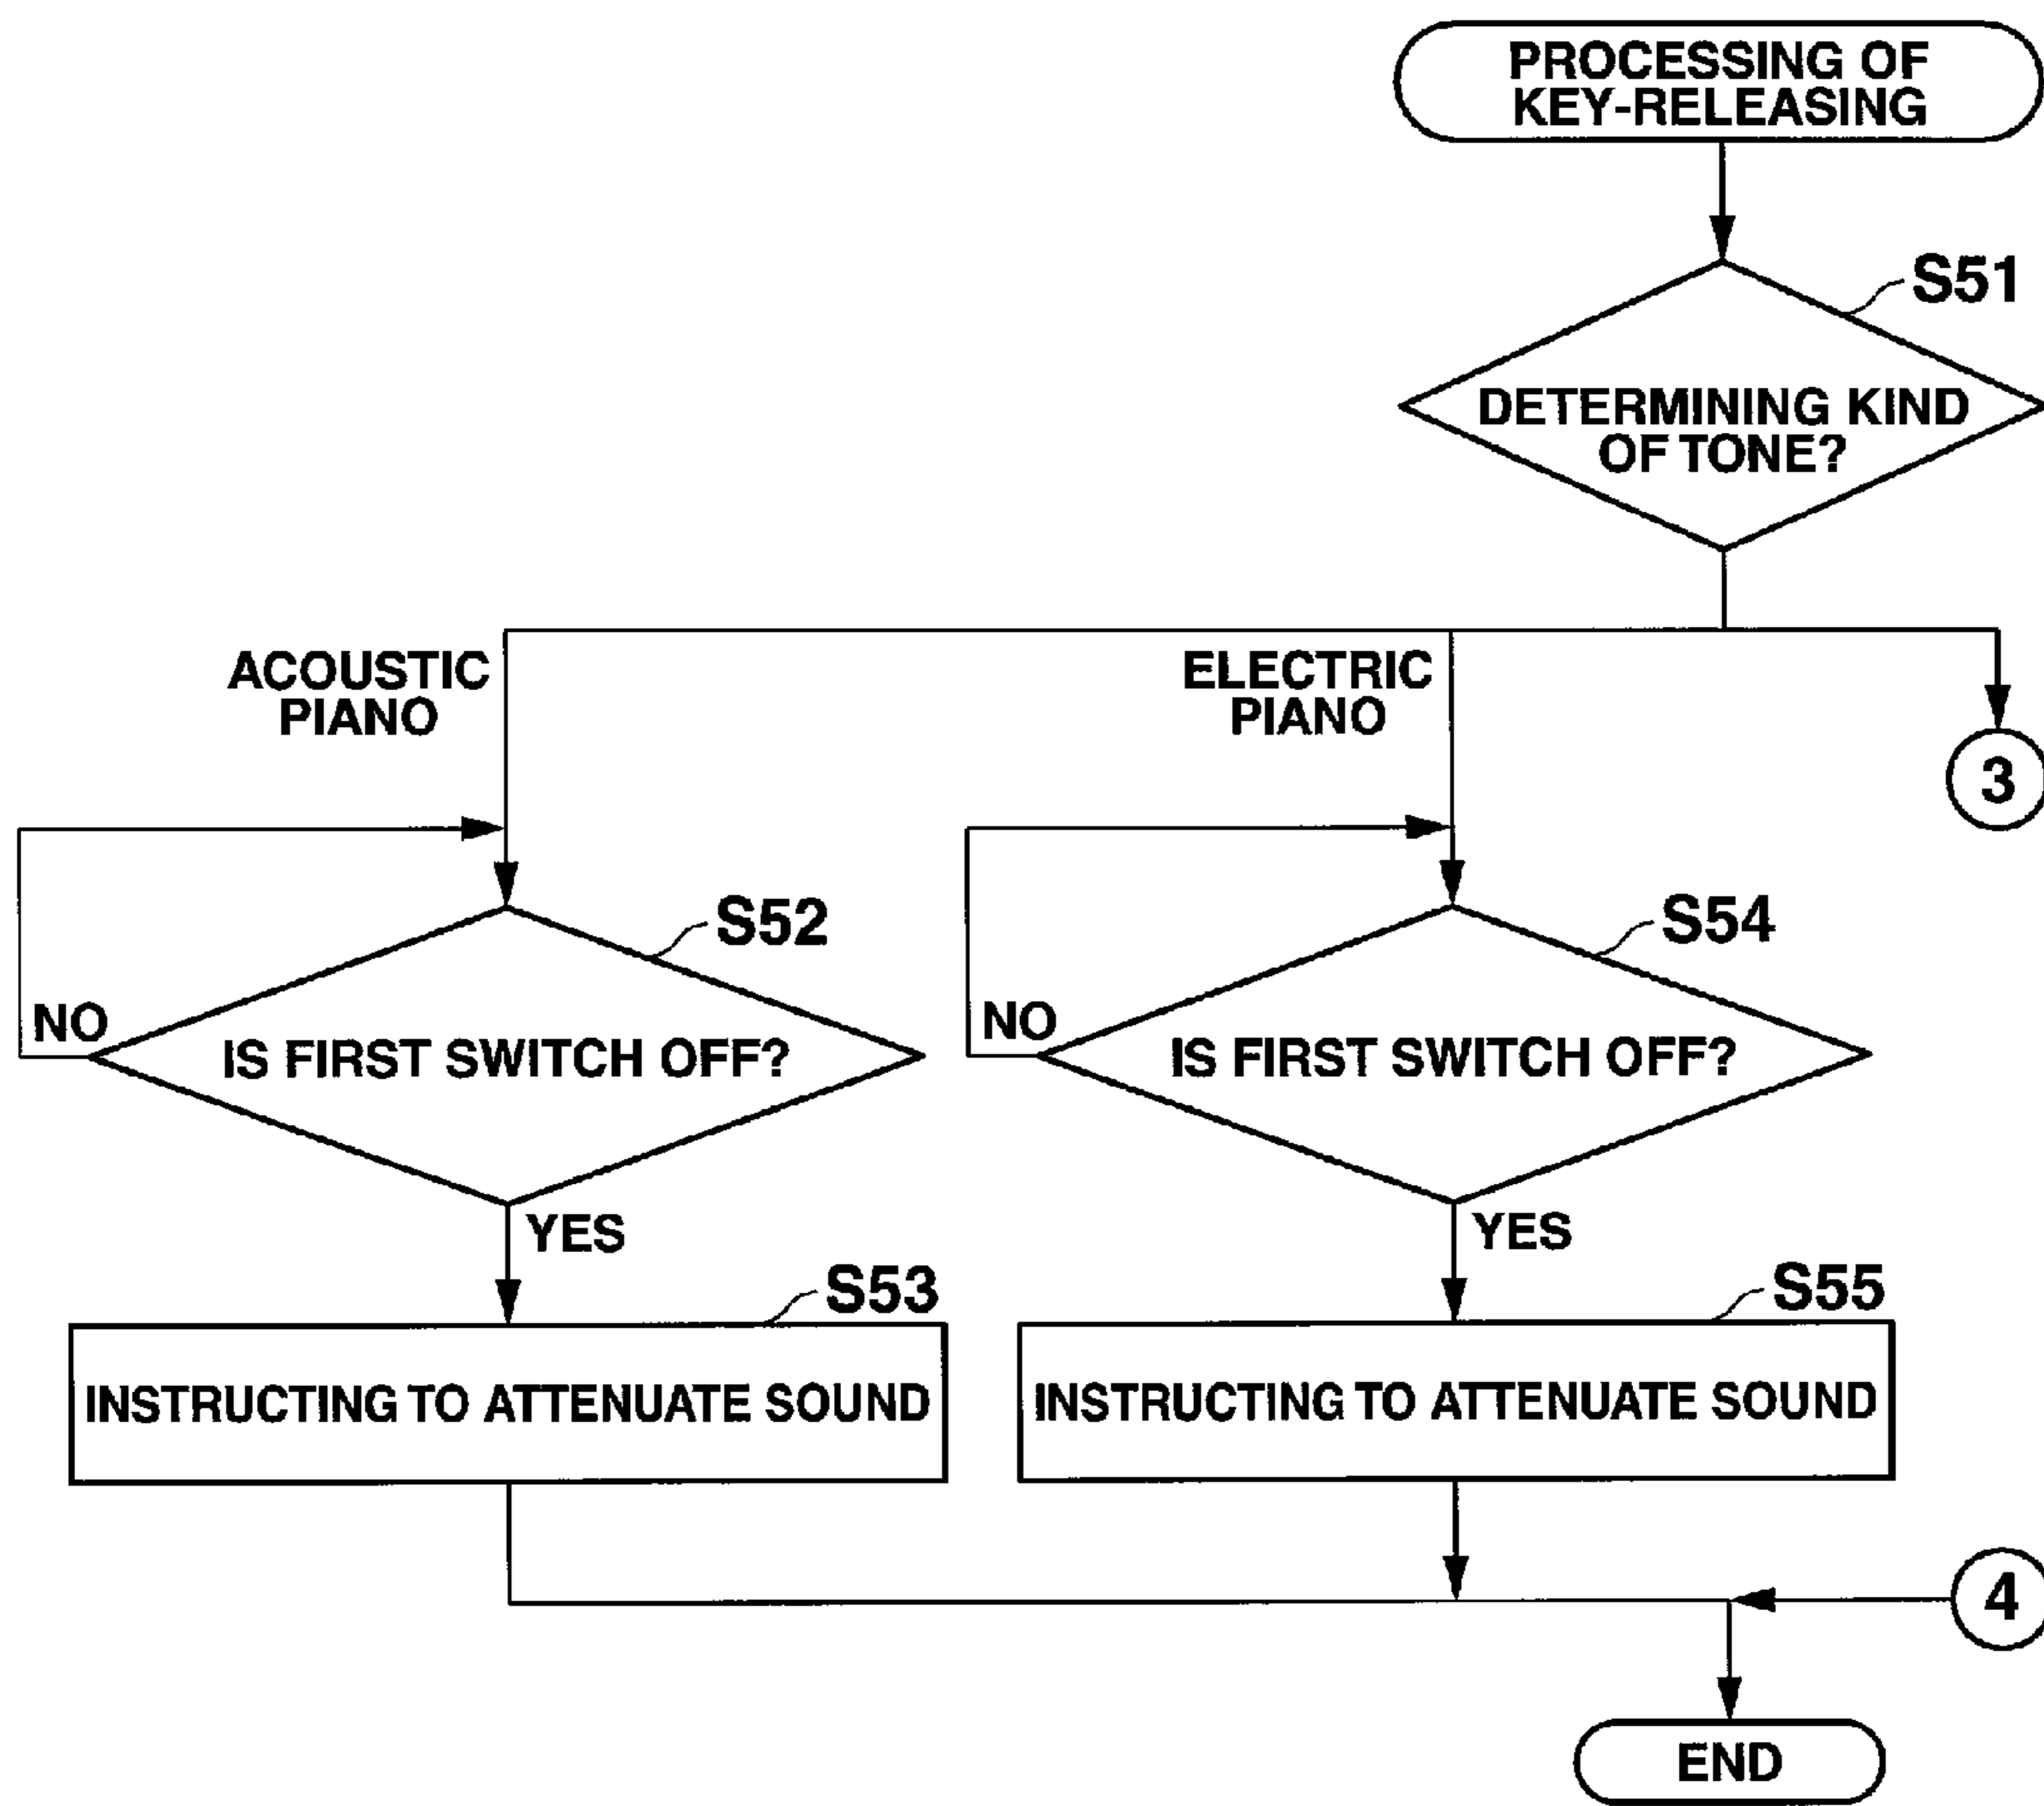 PROCESSING OF
KEY-RELEASING
S51
DETERMINING KIND
OF TONE?
ACOUSTIC
PIANO
ELECTRIC
PIANO
3
S52
S54
NO
IS FIRST SWITCH OFF?
NO
IS FIRST SWITCH OFF?
YES
YES
S53
S55
INSTRUCTING TO ATTENUATE SOUND
INSTRUCTING TO ATTENUATE SOUND
4
END